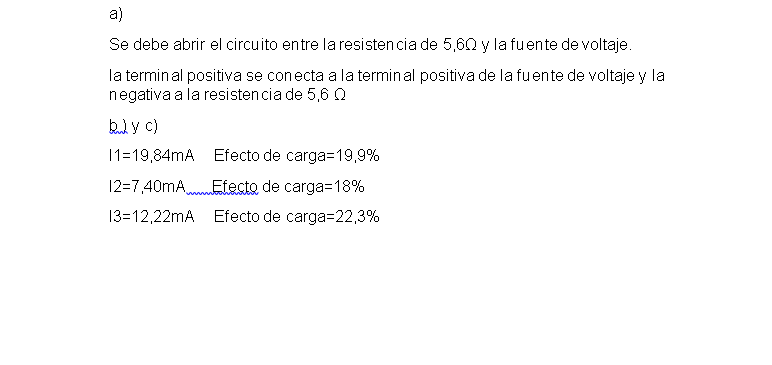 a)
Se debe abrir el circuito entre la resistencia de 5,6Ω y la fuente de voltaje.
la terminal positiva se conecta a la terminal positiva de la fuente de voltaje y la
negativa a la resistencia de 5,6 Ω
b ) y c)
I1=19,84mA Efecto de carga=19,9%
I2=7,40mA Efecto de carga=18%
I3=12,22mA Efecto de carga=22,3%